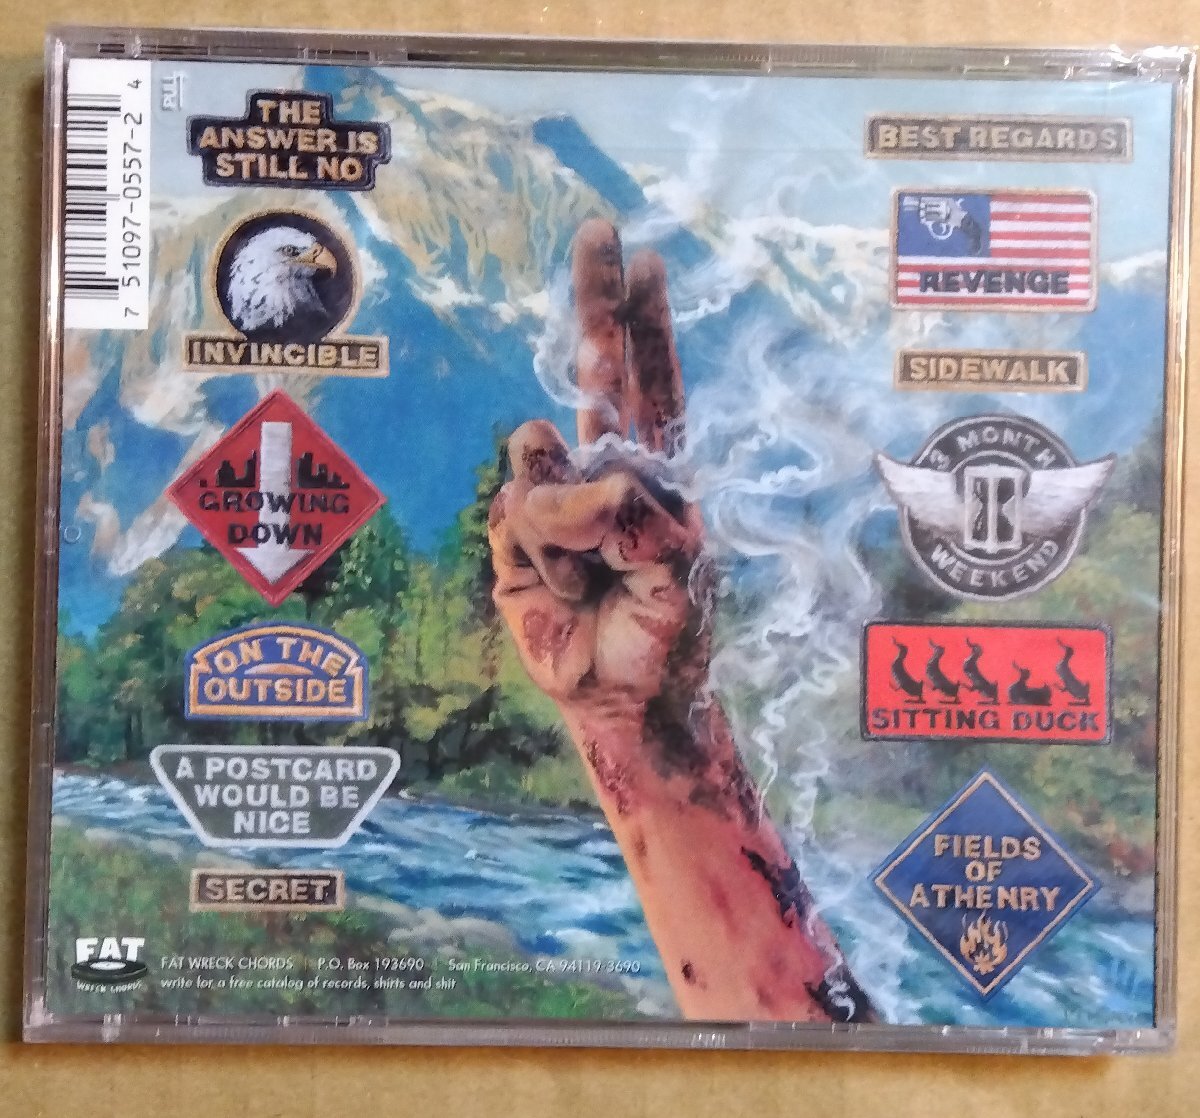 7 51097-0557-2 4
PULL
THE
ANSWER IS
STILL NO
INVINCIBLE
GROWING
DOWN
ON THE
OUTSIDE
A POSTCARD
WOULD BE
NICE
SECRET
BEST REGARDS
REVENGE
SIDEWALK
3 MONTH
WEEKEND
SITTING DUCK
FIELDS
OF
ATHENRY
FAT
WRECK CHORDS
FAT WRECK CHORDS | P.O. Box 193690 | San Francisco, CA 94119-3690
write for a free catalog of records, shirts and shit